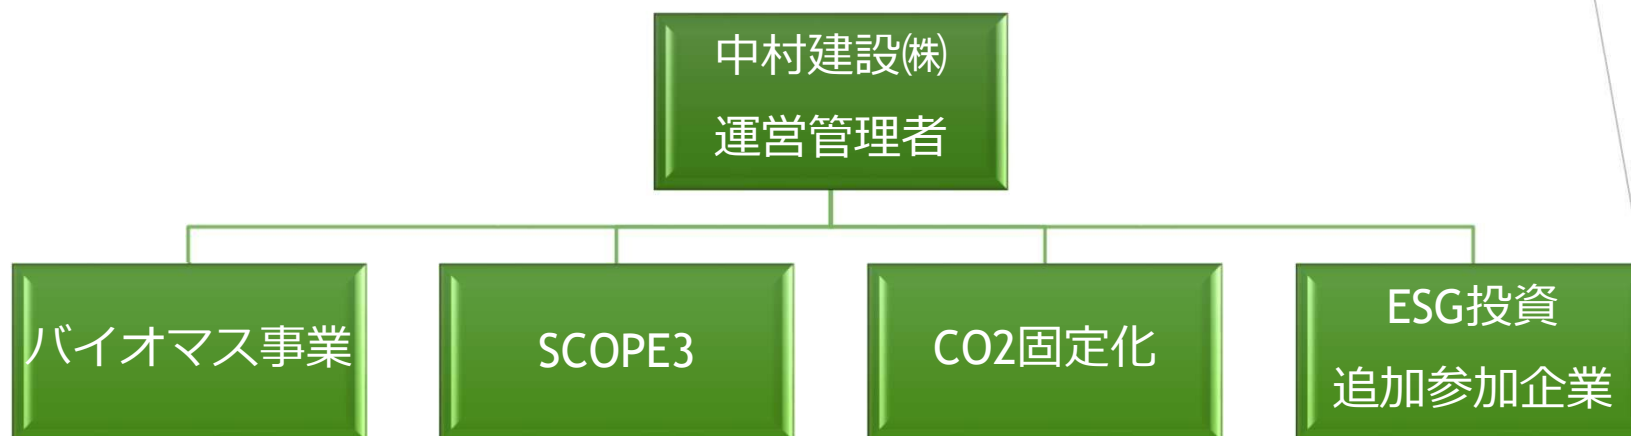 中村建設㈱
運営管理者
バイオマス事業
SCOPE3
CO2固定化
ESG投資
追加参加企業